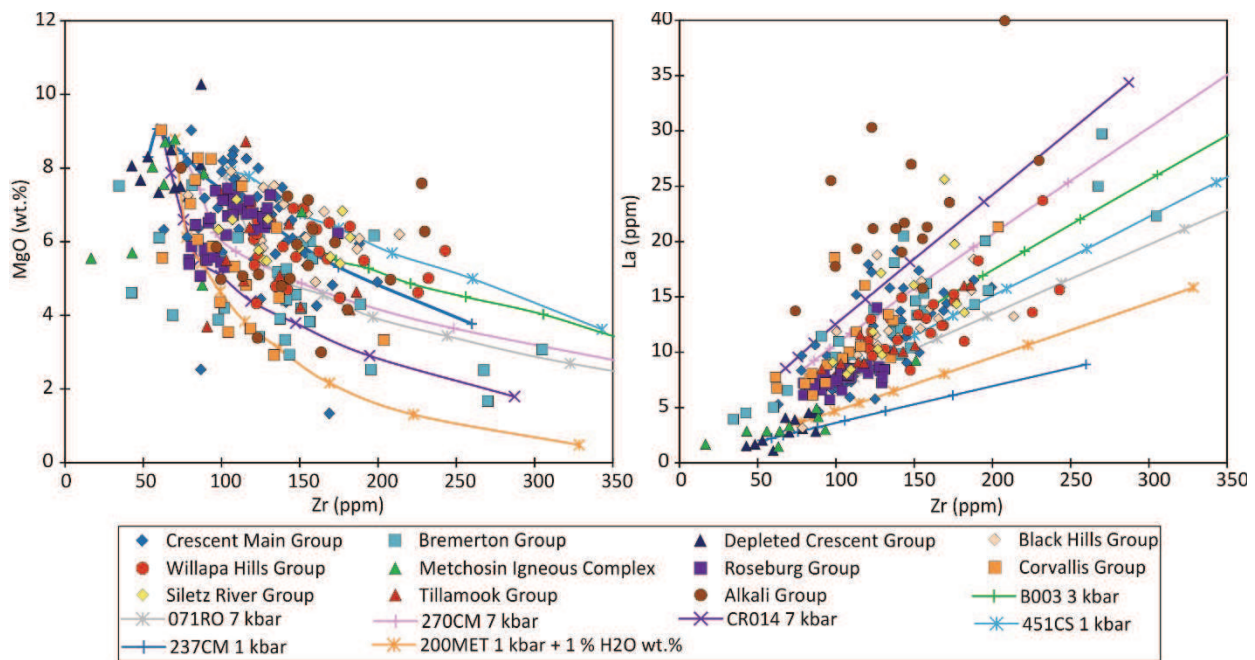 12
10
8
6
4
2
0
MgO (wt.%)
0 50 100 150 200 250 300 350
Zr (ppm)
40
35
30
25
20
15
10
5
0
La (ppm)
0 50 100 150 200 250 300 350
Zr (ppm)
Crescent Main Group Bremerton Group Depleted Crescent Group Black Hills Group
Willapa Hills Group Metchosin Igneous Complex Roseburg Group Corvallis Group
Siletz River Group Tillamook Group Alkali Group B003 3 kbar
071RO 7 kbar 270CM 7 kbar CR014 7 kbar 451CS 1 kbar
237CM 1 kbar 200MET 1 kbar + 1 % H2O wt.%